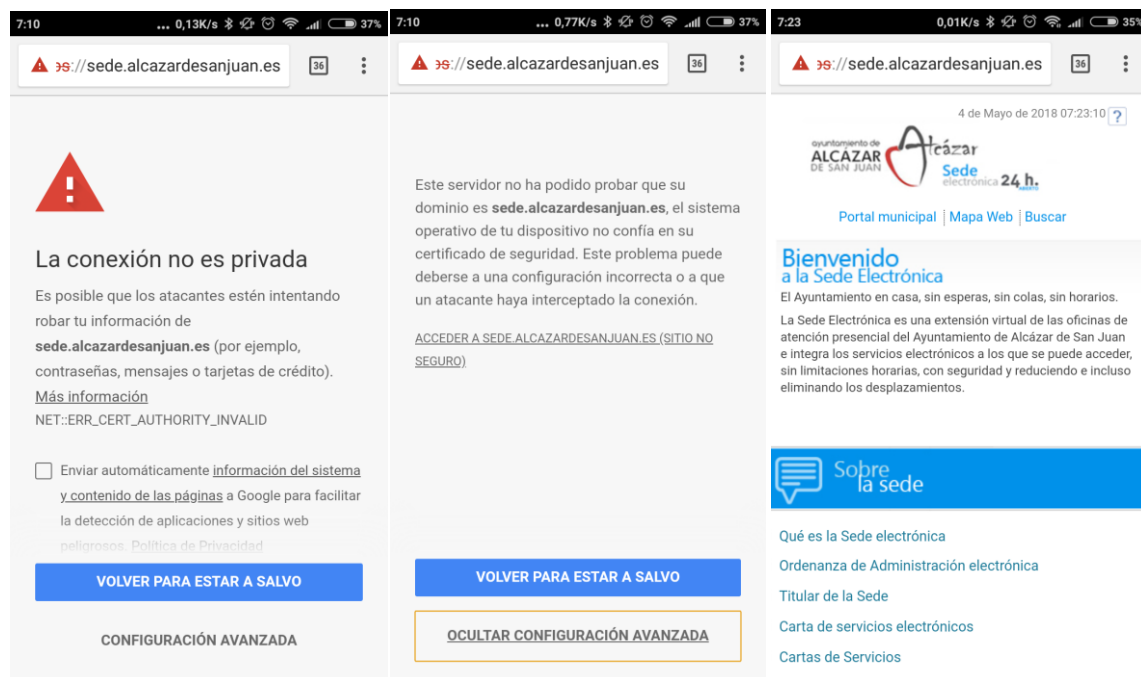 7:10 ... 0,13K/s 37%
os://sede.alcazardesanjuan.es 36
La conexión no es privada
Es posible que los atacantes estén intentando
robar tu información de
sede.alcazardesanjuan.es (por ejemplo,
contraseñas, mensajes o tarjetas de crédito).
Más información
NET::ERR_CERT_AUTHORITY_INVALID
Enviar automáticamente información del sistema
y contenido de las páginas a Google para facilitar
la detección de aplicaciones y sitios web
peligrosos. Política de Privacidad
VOLVER PARA ESTAR A SALVO
CONFIGURACIÓN AVANZADA
7:10 ... 0,77K/s 37%
os://sede.alcazardesanjuan.es 36
Este servidor no ha podido probar que su
dominio es sede.alcazardesanjuan.es, el sistema
operativo de tu dispositivo no confía en su
certificado de seguridad. Este problema puede
deberse a una configuración incorrecta o a que
un atacante haya interceptado la conexión.
ACCEDER A SEDE.ALCAZARDESANJUAN.ES (SITIO NO
SEGURO)
VOLVER PARA ESTAR A SALVO
OCULTAR CONFIGURACIÓN AVANZADA
7:23 0,01K/s 35%
os://sede.alcazardesanjuan.es 36
4 de Mayo de 2018 07:23:10 ?
ayuntamiento de
ALCÁZAR
DE SAN JUAN
Alcázar
Sede
electrónica 24 h.
Portal municipal | Mapa Web | Buscar
Bienvenido
a la Sede Electrónica
El Ayuntamiento en casa, sin esperas, sin colas, sin horarios.
La Sede Electrónica es una extensión virtual de las oficinas de
atención presencial del Ayuntamiento de Alcázar de San Juan
e integra los servicios electrónicos a los que se puede acceder,
sin limitaciones horarias, con seguridad y reduciendo e incluso
eliminando los desplazamientos.
Sobre
la sede
Qué es la Sede electrónica
Ordenanza de Administración electrónica
Titular de la Sede
Carta de servicios electrónicos
Cartas de Servicios